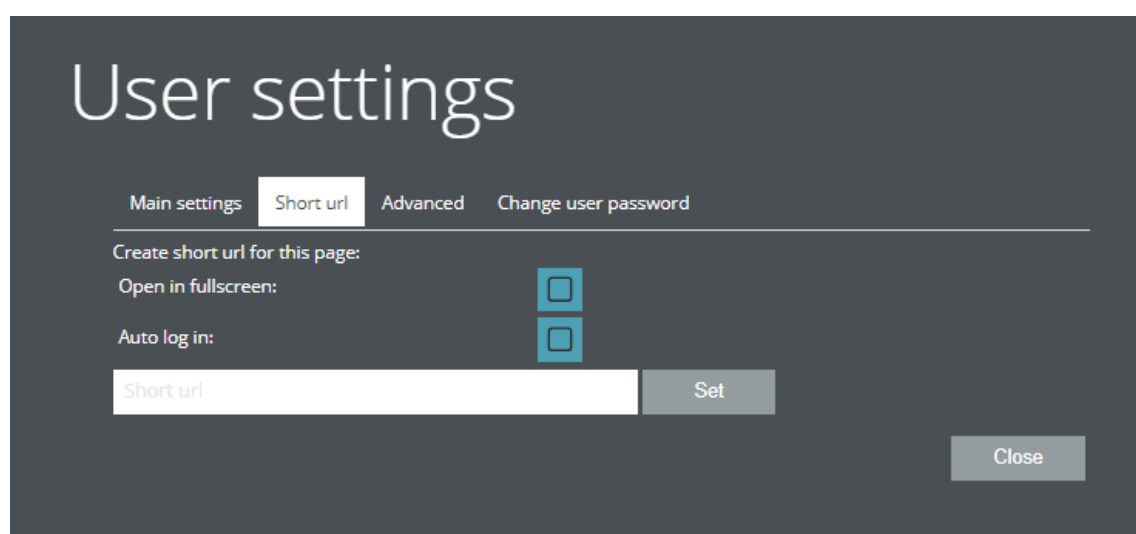 User settings
Main settings Short url Advanced Change user password
Create short url for this page:
Open in fullscreen:
Auto log in:
Short url Set
Close